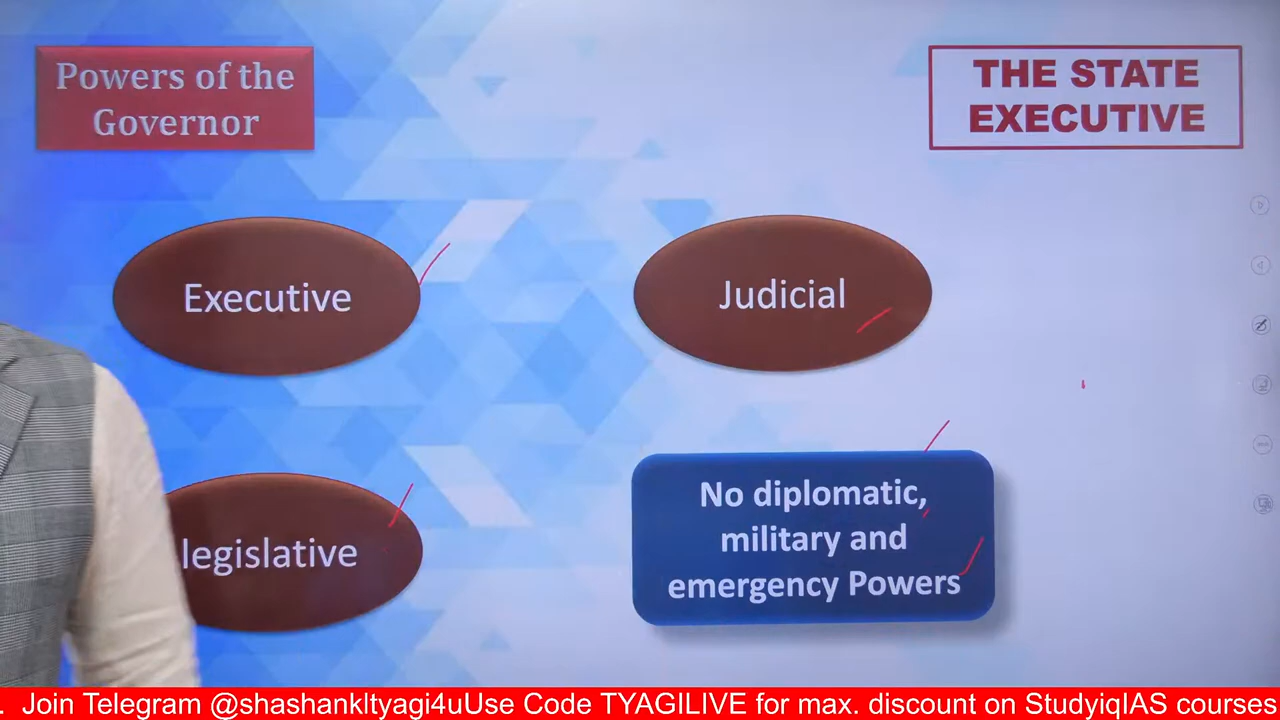 Powers of the
Governor
THE STATE
EXECUTIVE
Executive
Judicial
legislative
No diplomatic,
military and
emergency Powers
. Join Telegram @shashankltyagi4uUse Code TYAGILIVE for max. discount on StudyiqIAS courses